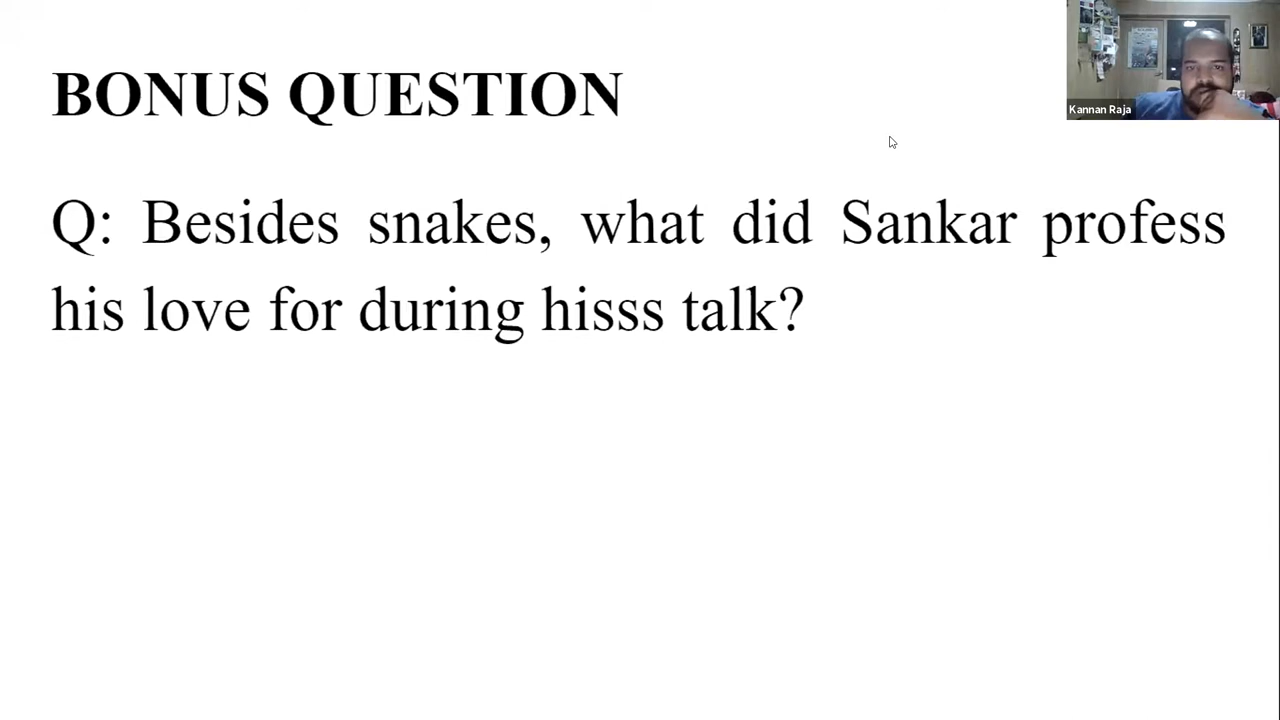 BONUS QUESTION
Kannan Raja
Q: Besides snakes, what did Sankar profess
his love for during hisss talk?